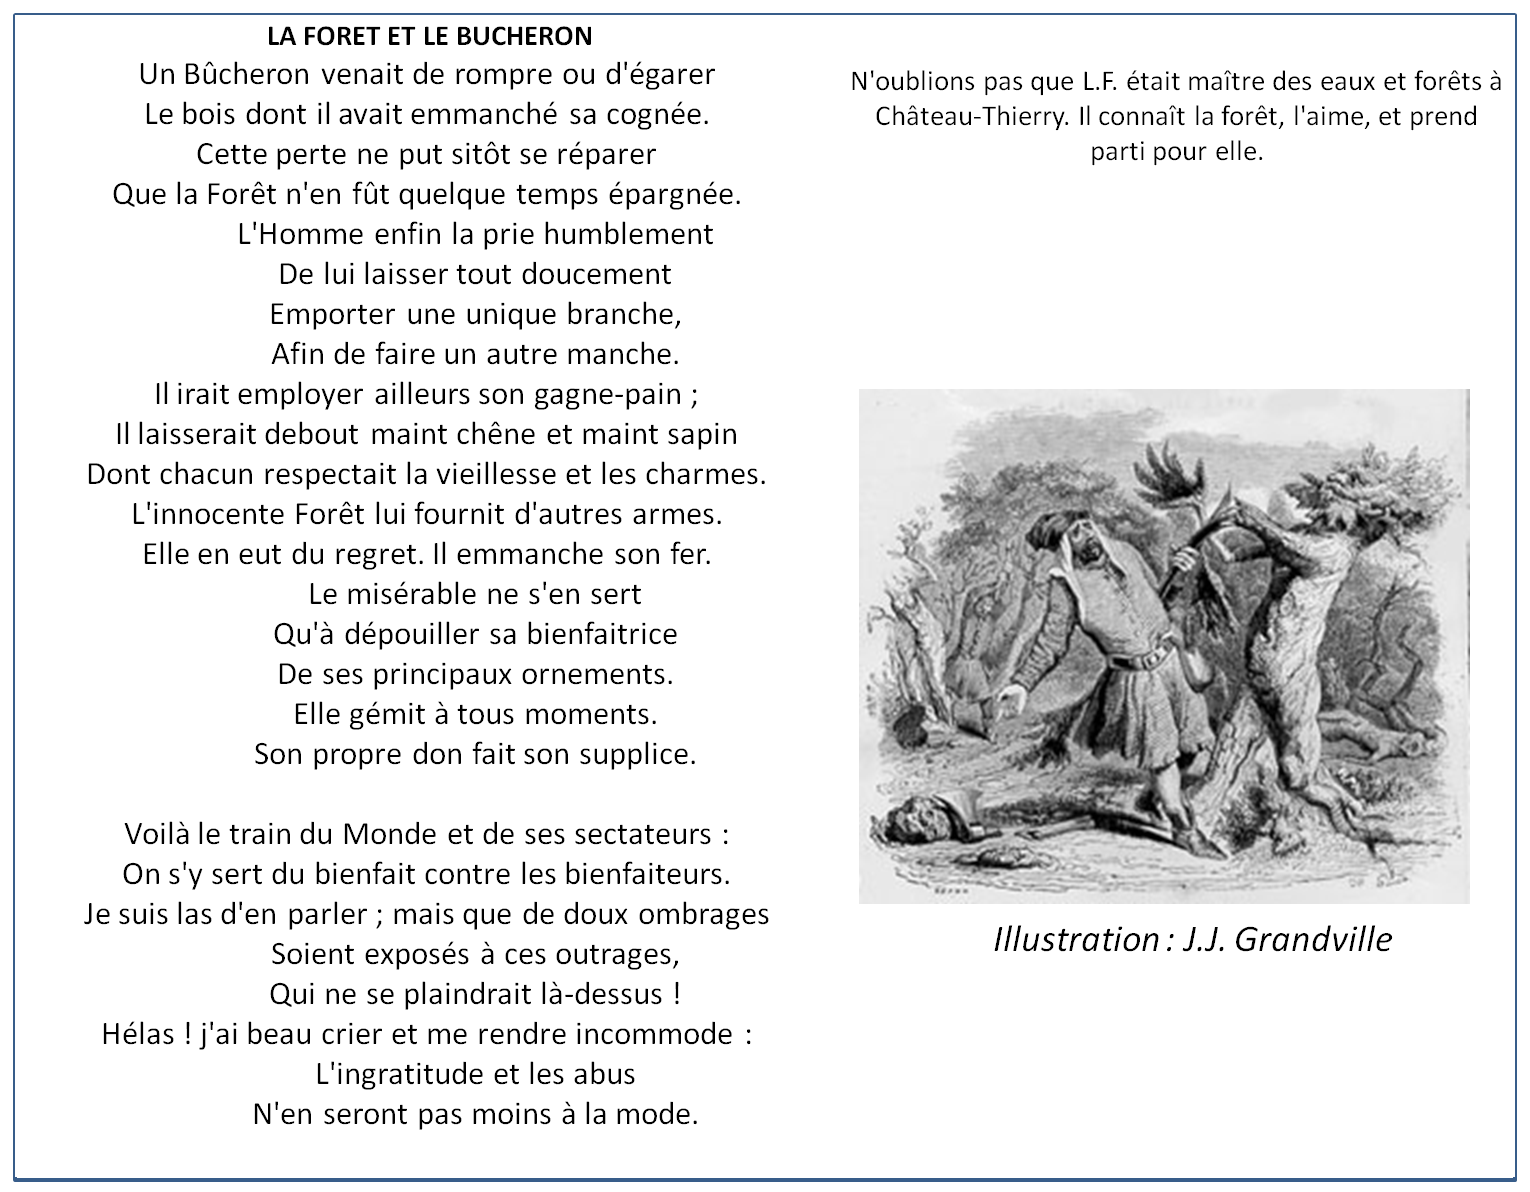 LA FORET ET LE BUCHERON
Un Bûcheron venait de rompre ou d'égarer
Le bois dont il avait emmanché sa cognée.
Cette perte ne put sitôt se réparer
Que la Forêt n'en fût quelque temps épargnée.
L'Homme enfin la prie humblement
De lui laisser tout doucement
Emporter une unique branche,
Afin de faire un autre manche.
Il irait employer ailleurs son gagne-pain ;
Il laisserait debout maint chêne et maint sapin
Dont chacun respectait la vieillesse et les charmes.
L'innocente Forêt lui fournit d'autres armes.
Elle en eut du regret. Il emmanche son fer.
Le misérable ne s'en sert
Qu'à dépouiller sa bienfaitrice
De ses principaux ornements.
Elle gémit à tous moments.
Son propre don fait son supplice.
Voilà le train du Monde et de ses sectateurs :
On s'y sert du bienfait contre les bienfaiteurs.
Je suis las d'en parler ; mais que de doux ombrages
Soient exposés à ces outrages,
Qui ne se plaindrait là-dessus !
Hélas ! j'ai beau crier et me rendre incommode :
L'ingratitude et les abus
N'en seront pas moins à la mode.
N'oublions pas que L.F. était maître des eaux et forêts à
Château-Thierry. Il connaît la forêt, l'aime, et prend
parti pour elle.
Illustration : J.J. Grandville